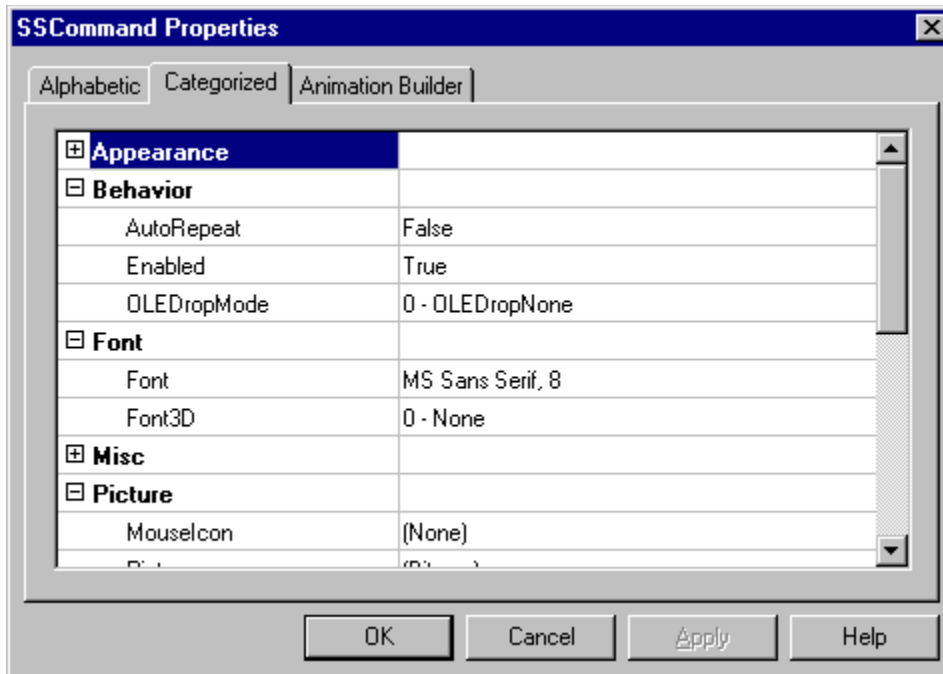 SSCommand Properties
Alphabetic Categorized Animation Builder
Appearance
Behavior
AutoRepeat False
Enabled True
OLEDropMode 0 - OLEDropNone
Font
Font MS Sans Serif, 8
Font3D 0 - None
Misc
Picture
MouseIcon (None)
OK Cancel Apply Help